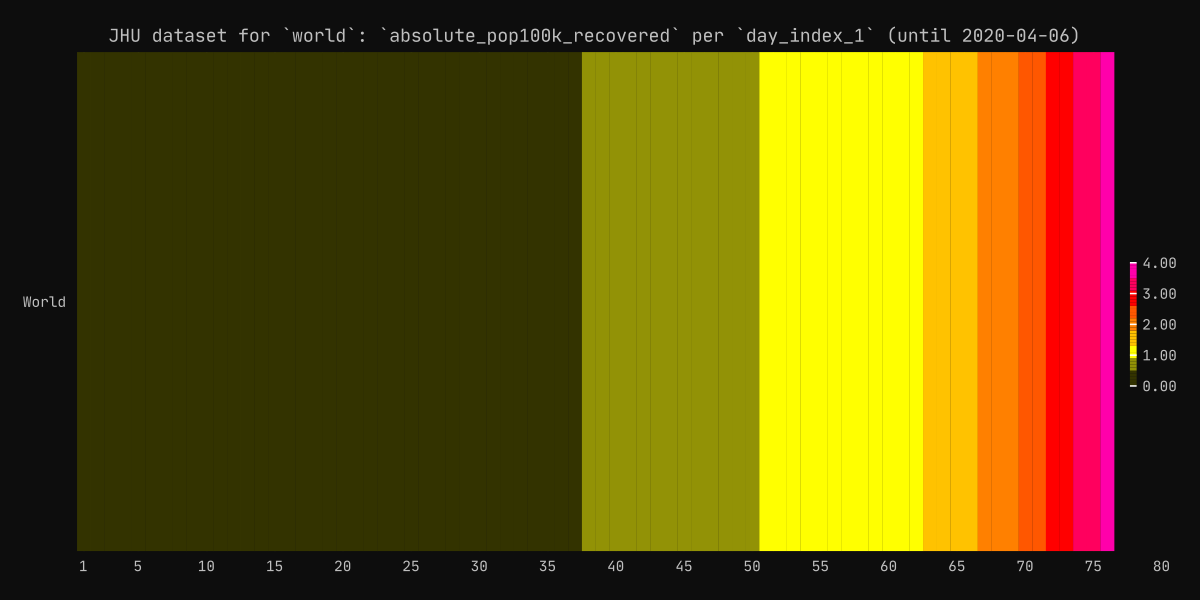 JHU dataset for `world`: `absolute_pop100k_recovered` per `day_index_1` (until 2020-04-06)
4.00
3.00
World
2.00
1.00
0.00
1 5 10 15 20 25 30 35 40 45 50 55 60 65 70 75 80